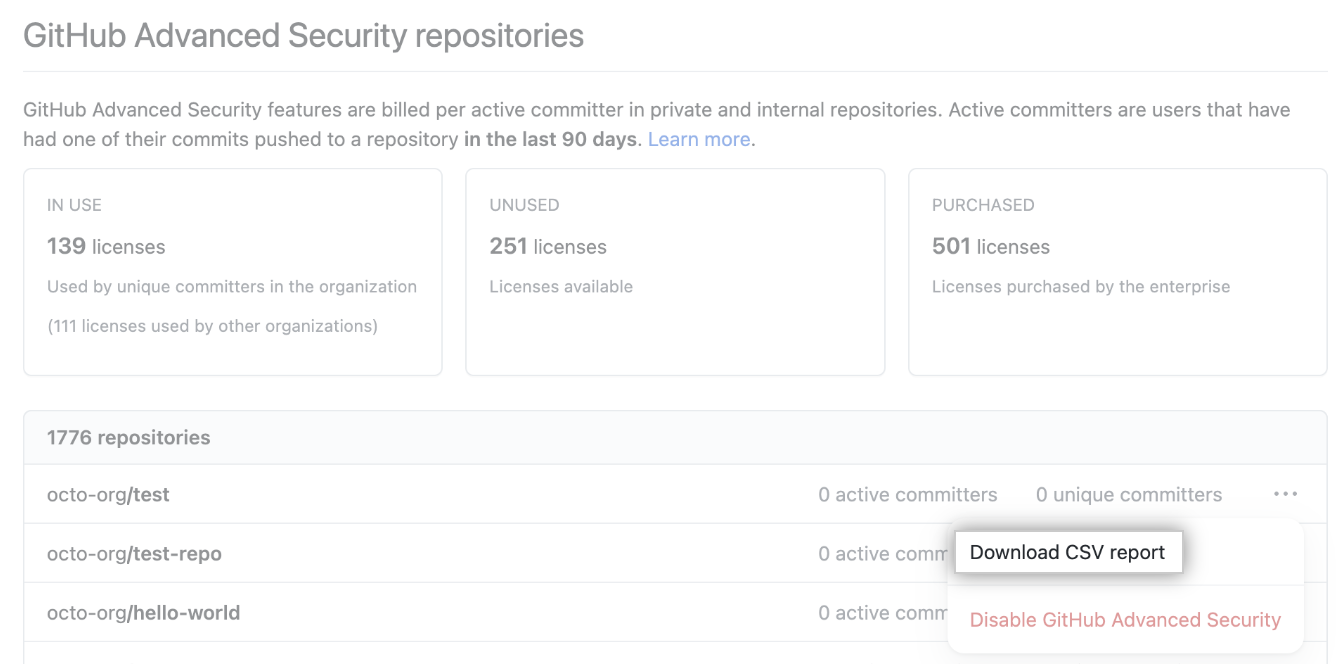 GitHub Advanced Security repositories
GitHub Advanced Security features are billed per active committer in private and internal repositories. Active committers are users that have
had one of their commits pushed to a repository in the last 90 days. Learn more.
IN USE
139 licenses
Used by unique committers in the organization
(111 licenses used by other organizations)
UNUSED
251 licenses
Licenses available
PURCHASED
501 licenses
Licenses purchased by the enterprise
1776 repositories
octo-org/test 0 active committers 0 unique committers ···
octo-org/test-repo 0 active comm
Download CSV report
octo-org/hello-world 0 active comm
Disable GitHub Advanced Security